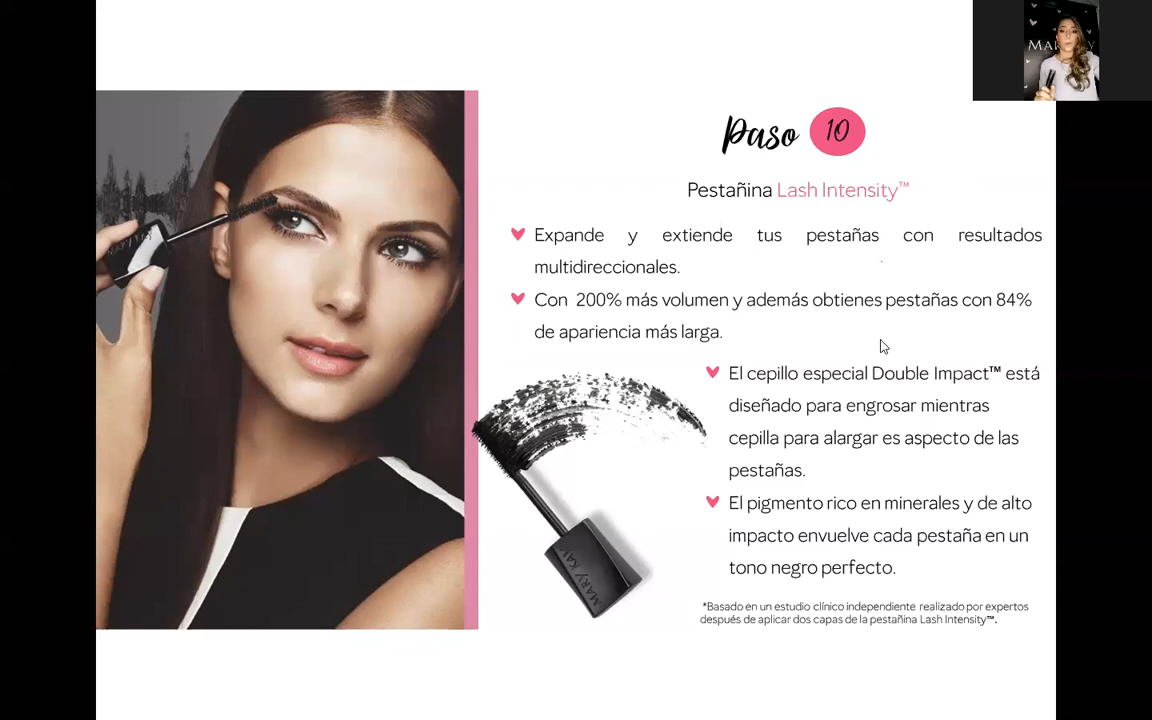 MA
Y
Paso 10
Pestañina Lash Intensity™
Expande y extiende tus pestañas con resultados
multidireccionales.
Con 200% más volumen y además obtienes pestañas con 84%
de apariencia más larga.
El cepillo especial Double Impact™ está
diseñado para engrosar mientras
cepilla para alargar es aspecto de las
pestañas.
El pigmento rico en minerales y de alto
impacto envuelve cada pestaña en un
tono negro perfecto.
MARY KAY
*Basado en un estudio clínico independiente realizado por expertos
después de aplicar dos capas de la pestañina Lash Intensity™.